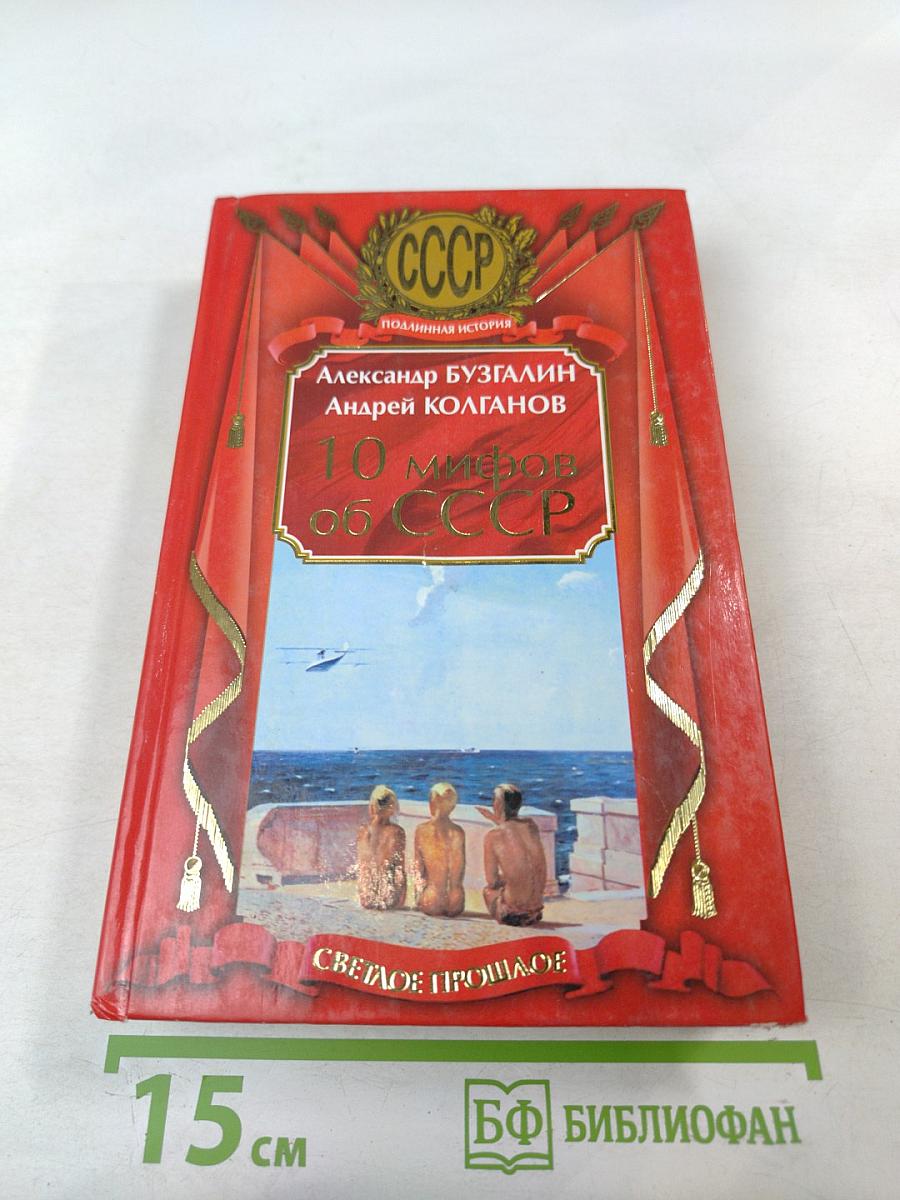 СССР
ПОДЛИННАЯ ИСТОРИЯ
Александр БУЗГАЛИН
Андрей КОЛГАНОВ
10 мифов
об СССР
СВЕТЛОЕ ПРОШЛОЕ
15 см
БФ БИБЛИОФАН